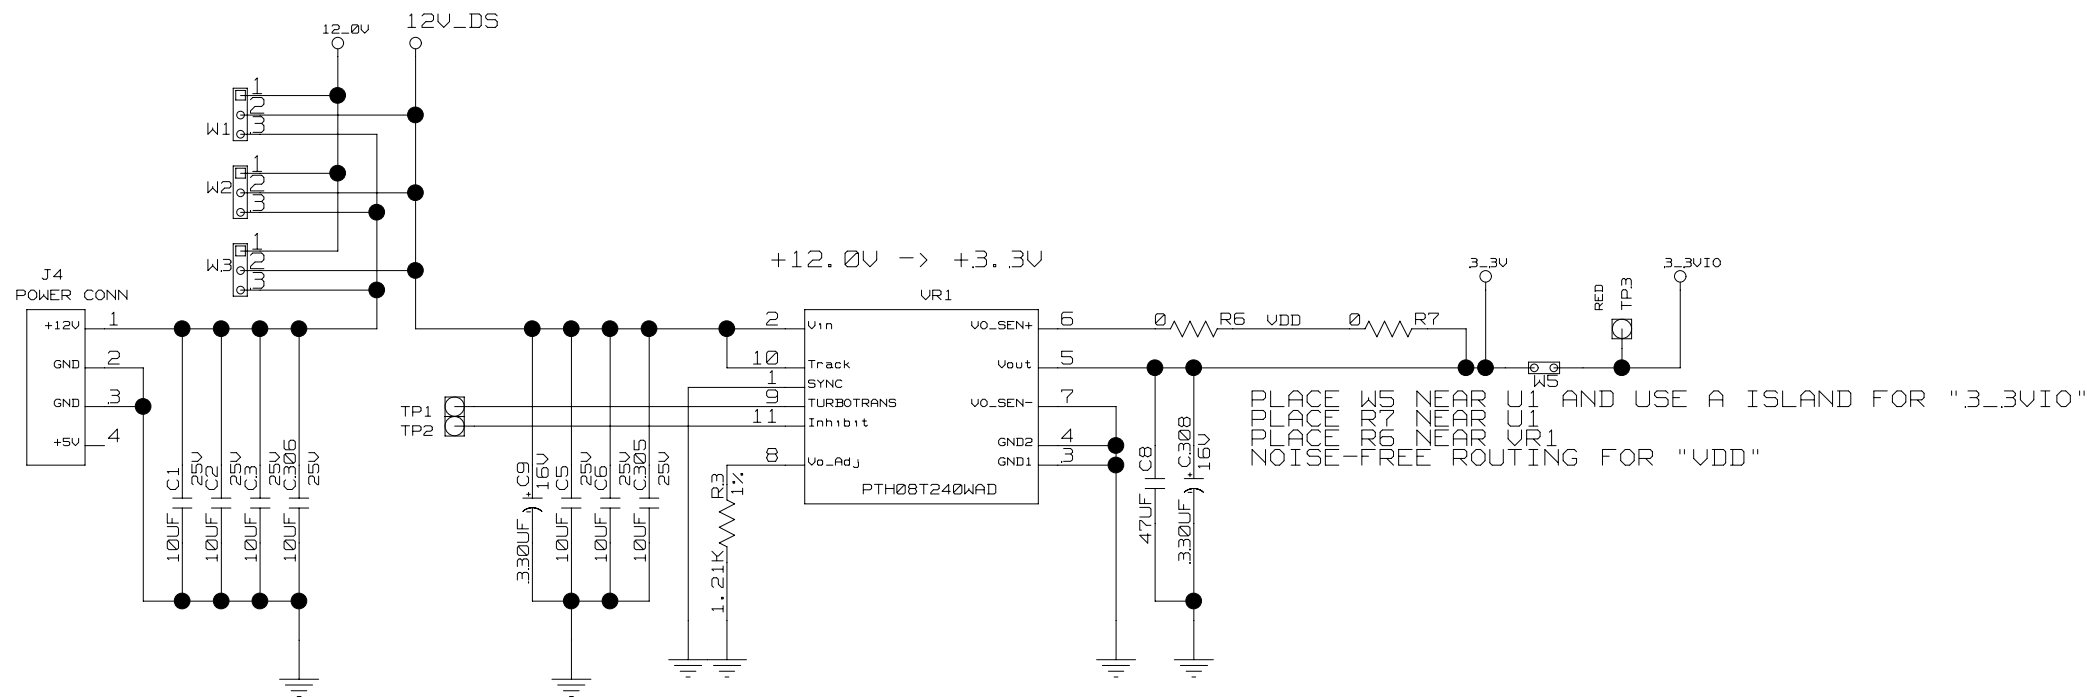 12_0V
12V_DS
1
2
3
W1
1
2
3
W2
1
2
3
W3
J4
POWER CONN
+12V 1
GND 2
GND 3
+5V 4
C1
25V
10UF
C2
25V
10UF
C3
25V
10UF
C306
25V
10UF
TP1
TP2
C9
16V
+
330UF
C5
25V
10UF
C6
25V
10UF
C305
25V
10UF
R3
1%
1.21K
+12.0V -> +3.3V
VR1
2 Vin
10 Track
1 SYNC
9 TURBOTRANS
11 Inhibit
8 Vo_Adj
VO_SEN+ 6
Vout 5
VO_SEN- 7
GND2 4
GND1 3
PTH08T240WAD
0 R6 VDD 0 R7
C8
47UF
C308
16V
+
330UF
3_3V
W5
RED
TP3
3_3VIO
PLACE W5 NEAR U1 AND USE A ISLAND FOR "3_3VIO"
PLACE R7 NEAR U1
PLACE R6 NEAR VR1
NOISE-FREE ROUTING FOR "VDD"